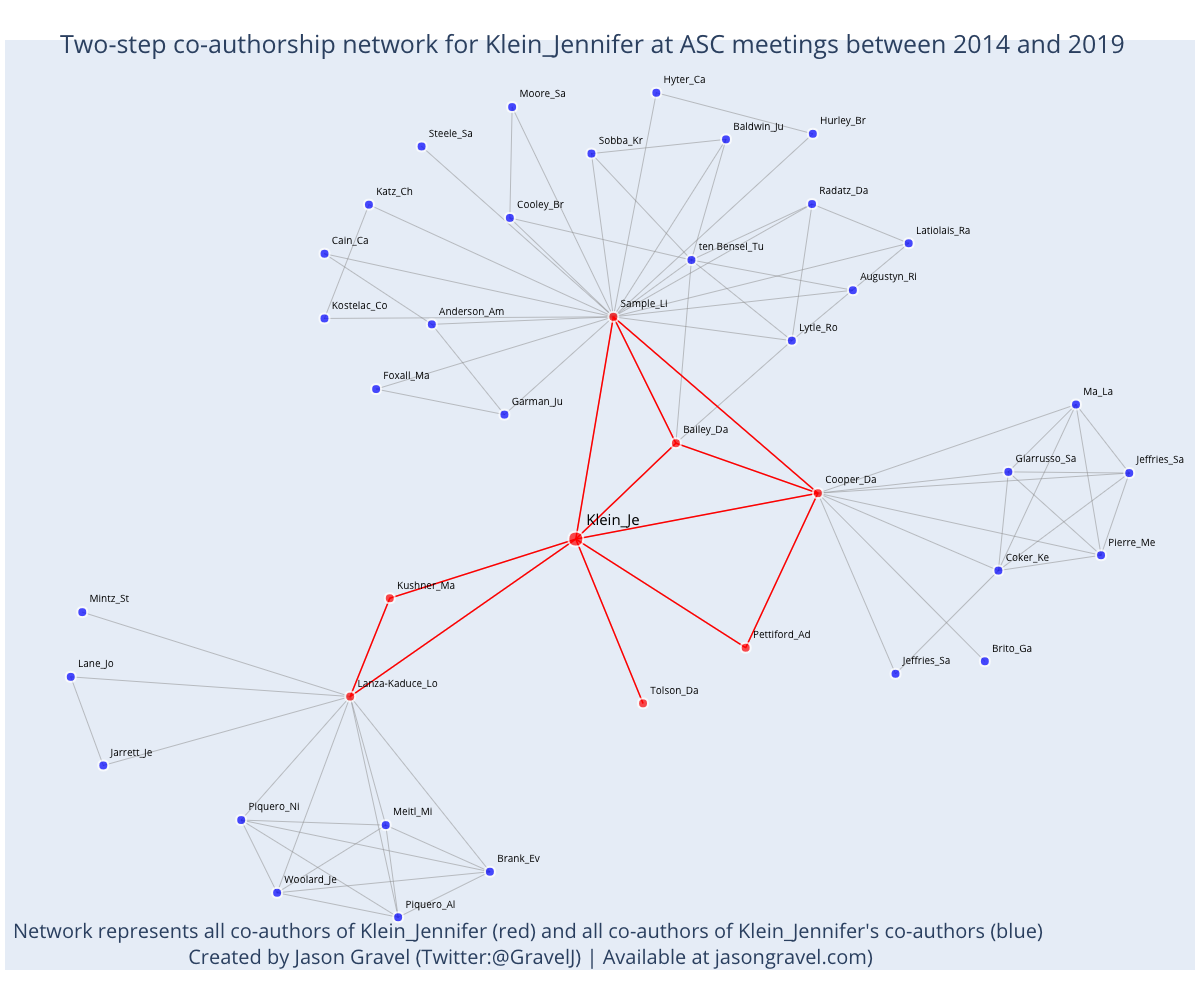 Two-step co-authorship network for Klein_Jennifer at ASC meetings between 2014 and 2019
Hyter_Ca
Moore_Sa
Hurley_Br
Baldwin_Ju
Steele_Sa
Sobba_Kr
Katz_Ch
Radatz_Da
Cooley_Br
Latiolais_Ra
Cain_Ca
ten Bensel_Tu
Augustyn_Ri
Kostelac_Co
Sample_Li
Anderson_Am
Lytle_Ro
Foxall_Ma
Ma_La
Garman_Ju
Bailey_Da
Giarrusso_Sa
Jeffries_Sa
Cooper_Da
Klein_Je
Pierre_Me
Coker_Ke
Kushner_Ma
Mintz_St
Pettiford_Ad
Brito_Ga
Lane_Jo
Jeffries_Sa
Lanza-Kaduce_Lo
Tolson_Da
Jarrett_Je
Piquero_Ni
Meitl_Mi
Brank_Ev
Woolard_Je
Piquero_Al
Network represents all co-authors of Klein_Jennifer (red) and all co-authors of Klein_Jennifer's co-authors (blue)
Created by Jason Gravel (Twitter:@GravelJ) | Available at jasongravel.com)